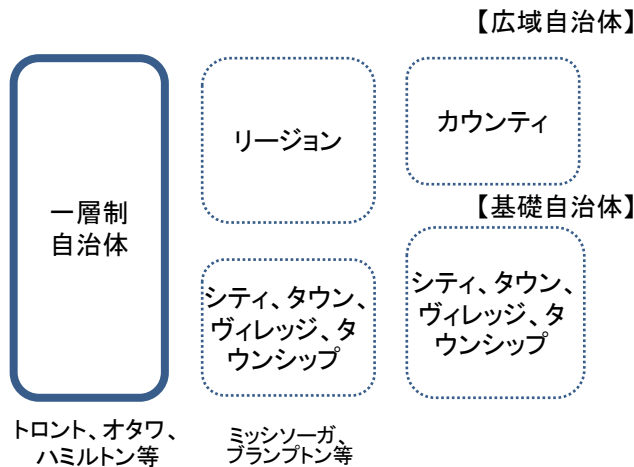 【広域自治体】
一層制
自治体
リージョン
カウンティ
【基礎自治体】
シティ、タウン、
ヴィレッジ、タ
ウンシップ
シティ、タウン、
ヴィレッジ、タ
ウンシップ
トロント、オタワ、
ハミルトン等
ミッシソーガ、
ブランプトン等